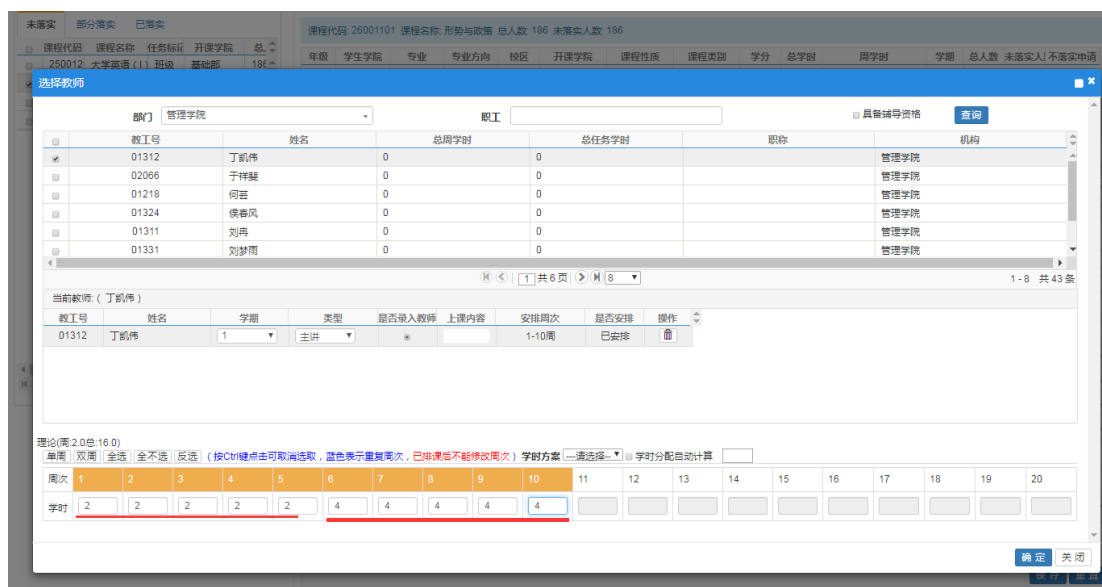 未落实 部分落实 已落实
课程代码: 26001101 课程名称: 形势与政策 总人数: 186 未落实人数: 186
课程代码 课程名称 任务标识 开课学院 总.
年级 学生学院 专业 专业方向 校区 开课学院 课程性质 课程类别 学分 总学时 周学时 学期 总人数 未落实人 不落实申请
250012 大学英语 ( I ) 班级 基础部 186
选择教师
部门 管理学院 职工 具备辅导资格 查询
教工号 姓名 总周学时 总任务学时 职称 机构
01312 丁凯伟 0 0 管理学院
02066 于祥 0 0 管理学院
01218 何芸 0 0 管理学院
01324 侯春风 0 0 管理学院
01311 刘冉 0 0 管理学院
01331 刘梦雨 0 0 管理学院
1 共 6 页 8 1 - 8 共 43 条
当前教师: ( 丁凯伟 )
教工号 姓名 学期 类型 是否录入教师 上课内容 安排周次 是否安排 操作
01312 丁凯伟 1 主讲 1-10周 已安排
理论(周:2.0总:16.0)
单周 双周 全选 全不选 反选 ( 按Ctrl键点击可取消选取 , 蓝色表示重复周次 , 已排课后不能修改周次 ) 学时方案 ---请选择-- 学时分配自动计算
周次 1 2 3 4 5 6 7 8 9 10 11 12 13 14 15 16 17 18 19 20
学时 2 2 2 2 2 4 4 4 4 4
确 定 关 闭
保 存 重 置